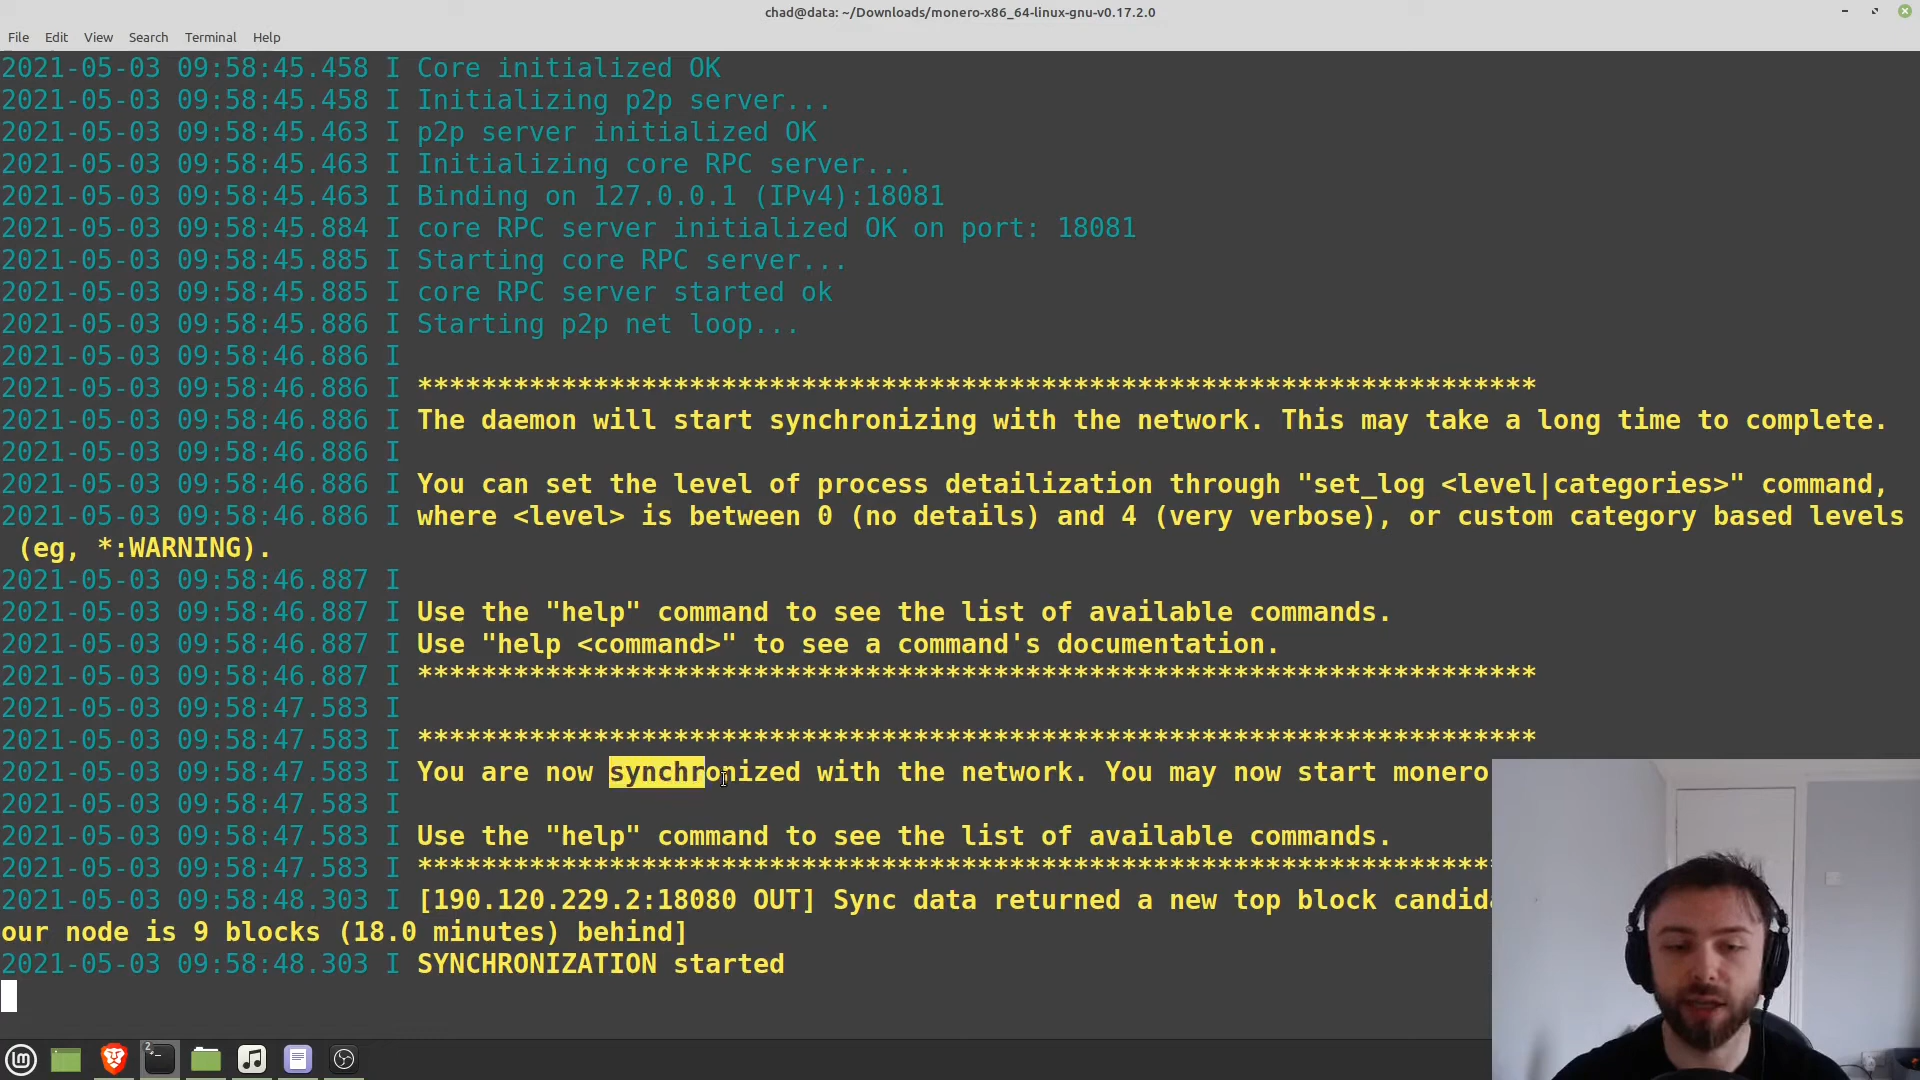 chad@data: ~/Downloads/monero-x86_64-linux-gnu-v0.17.2.0
File Edit View Search Terminal Help
2021-05-03 09:58:45.458 I Core initialized OK
2021-05-03 09:58:45.458 I Initializing p2p server...
2021-05-03 09:58:45.463 I p2p server initialized OK
2021-05-03 09:58:45.463 I Initializing core RPC server...
2021-05-03 09:58:45.463 I Binding on 127.0.0.1 (IPv4):18081
2021-05-03 09:58:45.884 I core RPC server initialized OK on port: 18081
2021-05-03 09:58:45.885 I Starting core RPC server...
2021-05-03 09:58:45.885 I core RPC server started ok
2021-05-03 09:58:45.886 I Starting p2p net loop...
2021-05-03 09:58:46.886 I
2021-05-03 09:58:46.886 I **********************************************************************
2021-05-03 09:58:46.886 I The daemon will start synchronizing with the network. This may take a long time to complete.
2021-05-03 09:58:46.886 I
2021-05-03 09:58:46.886 I You can set the level of process detailization through "set_log <level|categories>" command,
2021-05-03 09:58:46.886 I where <level> is between 0 (no details) and 4 (very verbose), or custom category based levels
(eg, *:WARNING).
2021-05-03 09:58:46.887 I
2021-05-03 09:58:46.887 I Use the "help" command to see the list of available commands.
2021-05-03 09:58:46.887 I Use "help <command>" to see a command's documentation.
2021-05-03 09:58:46.887 I **********************************************************************
2021-05-03 09:58:47.583 I
2021-05-03 09:58:47.583 I **********************************************************************
2021-05-03 09:58:47.583 I You are now synchronized with the network. You may now start monero
2021-05-03 09:58:47.583 I
2021-05-03 09:58:47.583 I Use the "help" command to see the list of available commands.
2021-05-03 09:58:47.583 I *******************************************************************
2021-05-03 09:58:48.303 I [190.120.229.2:18080 OUT] Sync data returned a new top block
our node is 9 blocks (18.0 minutes) behind]
2021-05-03 09:58:48.303 I SYNCHRONIZATION started
2